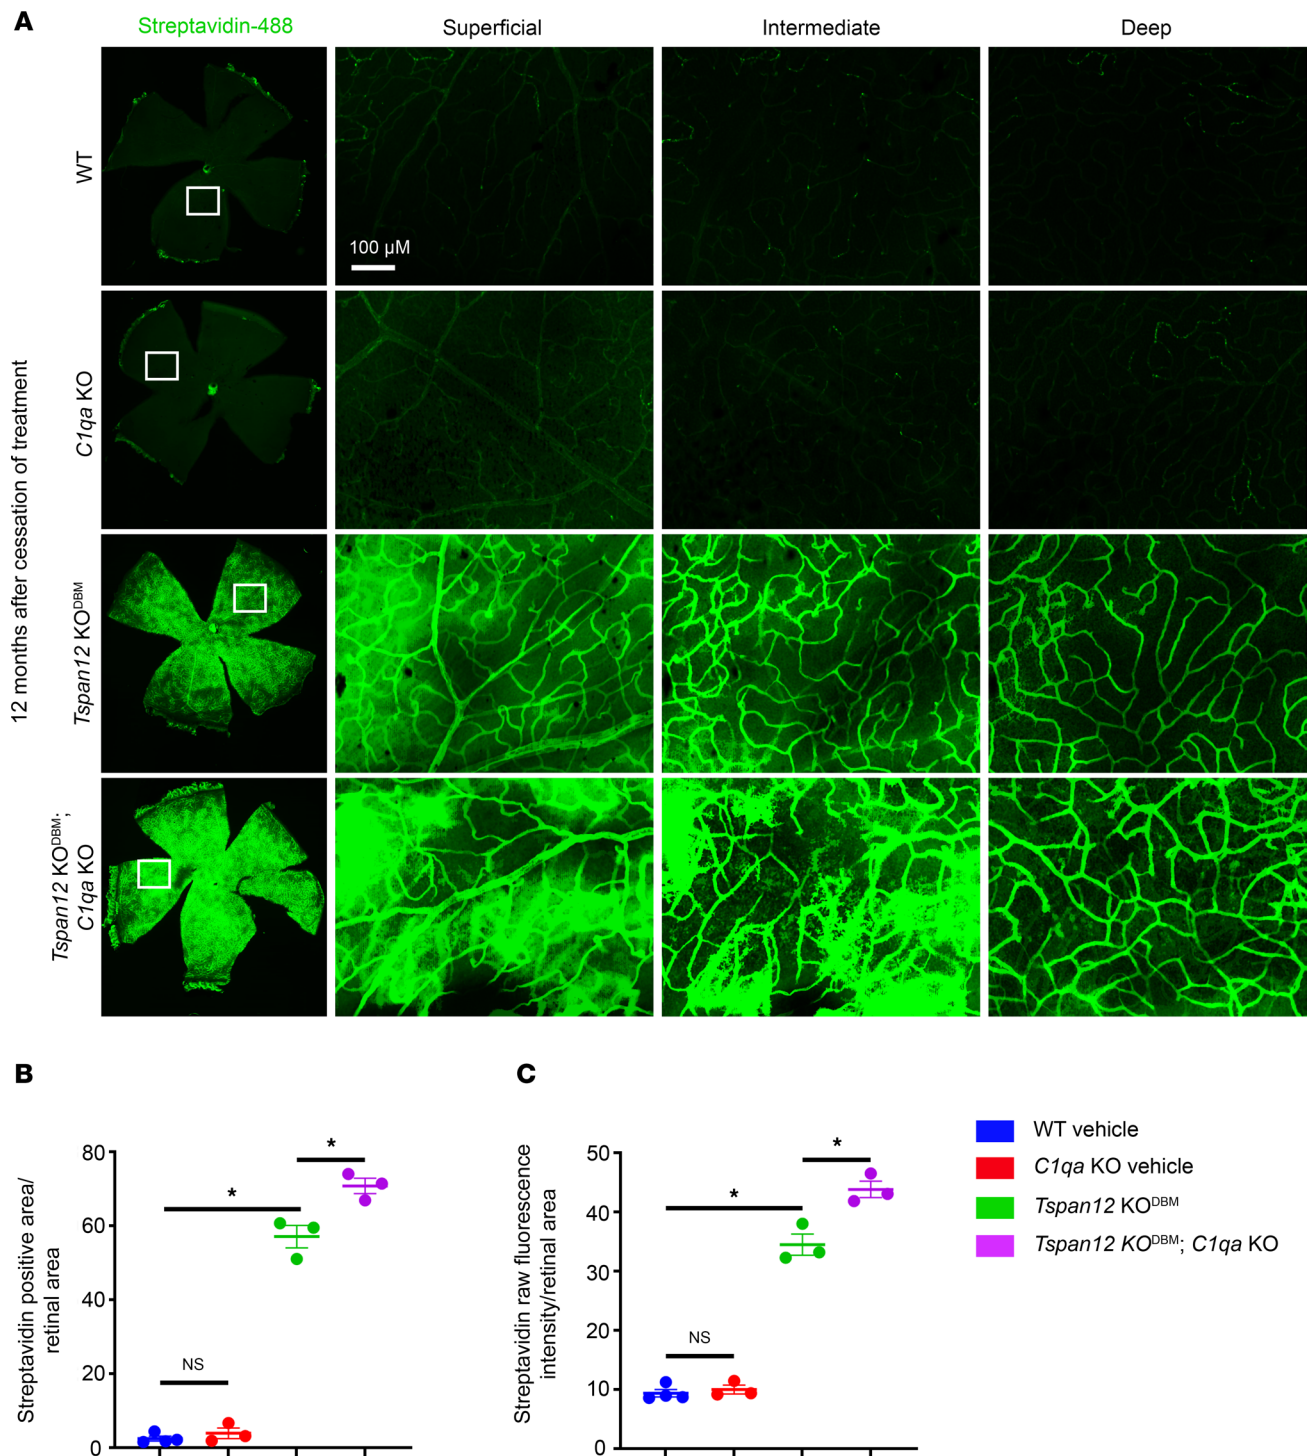 A
Streptavidin-488
Superficial
Intermediate
Deep
12 months after cessation of treatment
WT
100 µM
C1qa KO
Tspan12 KOᴰᴮᴹ
Tspan12 KOᴰᴮᴹ;
C1qa KO
B
Streptavidin positive area/
retinal area
80
60
40
20
0
*
*
NS
C
Streptavidin raw fluorescence
intensity/retinal area
50
40
30
20
10
0
*
*
NS
WT vehicle
C1qa KO vehicle
Tspan12 KOᴰᴮᴹ
Tspan12 KOᴰᴮᴹ; C1qa KO